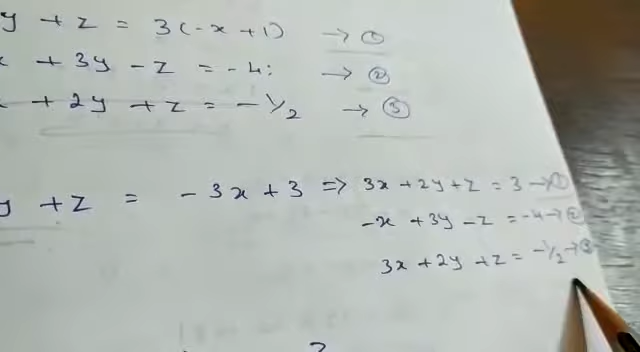 y + z = 3(-x + 1) → ①
+ 3y - z = -4; → ②
+ 2y + z = -1/2 → ③
y + z = -3x + 3 => 3x + 2y + z = 3 → ①
-x + 3y - z = -4 → ②
3x + 2y + z = -1/2 → ③